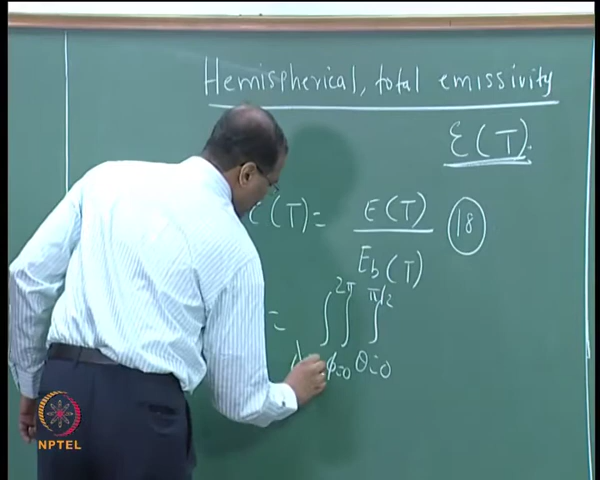 Hemispherical, total emissivity
ε(T)
ε(T) = E(T) / E_b(T) (18)
= ∫ ∫_{ϕ=0}^{2π} ∫_{θ=0}^{π/2}
NPTEL